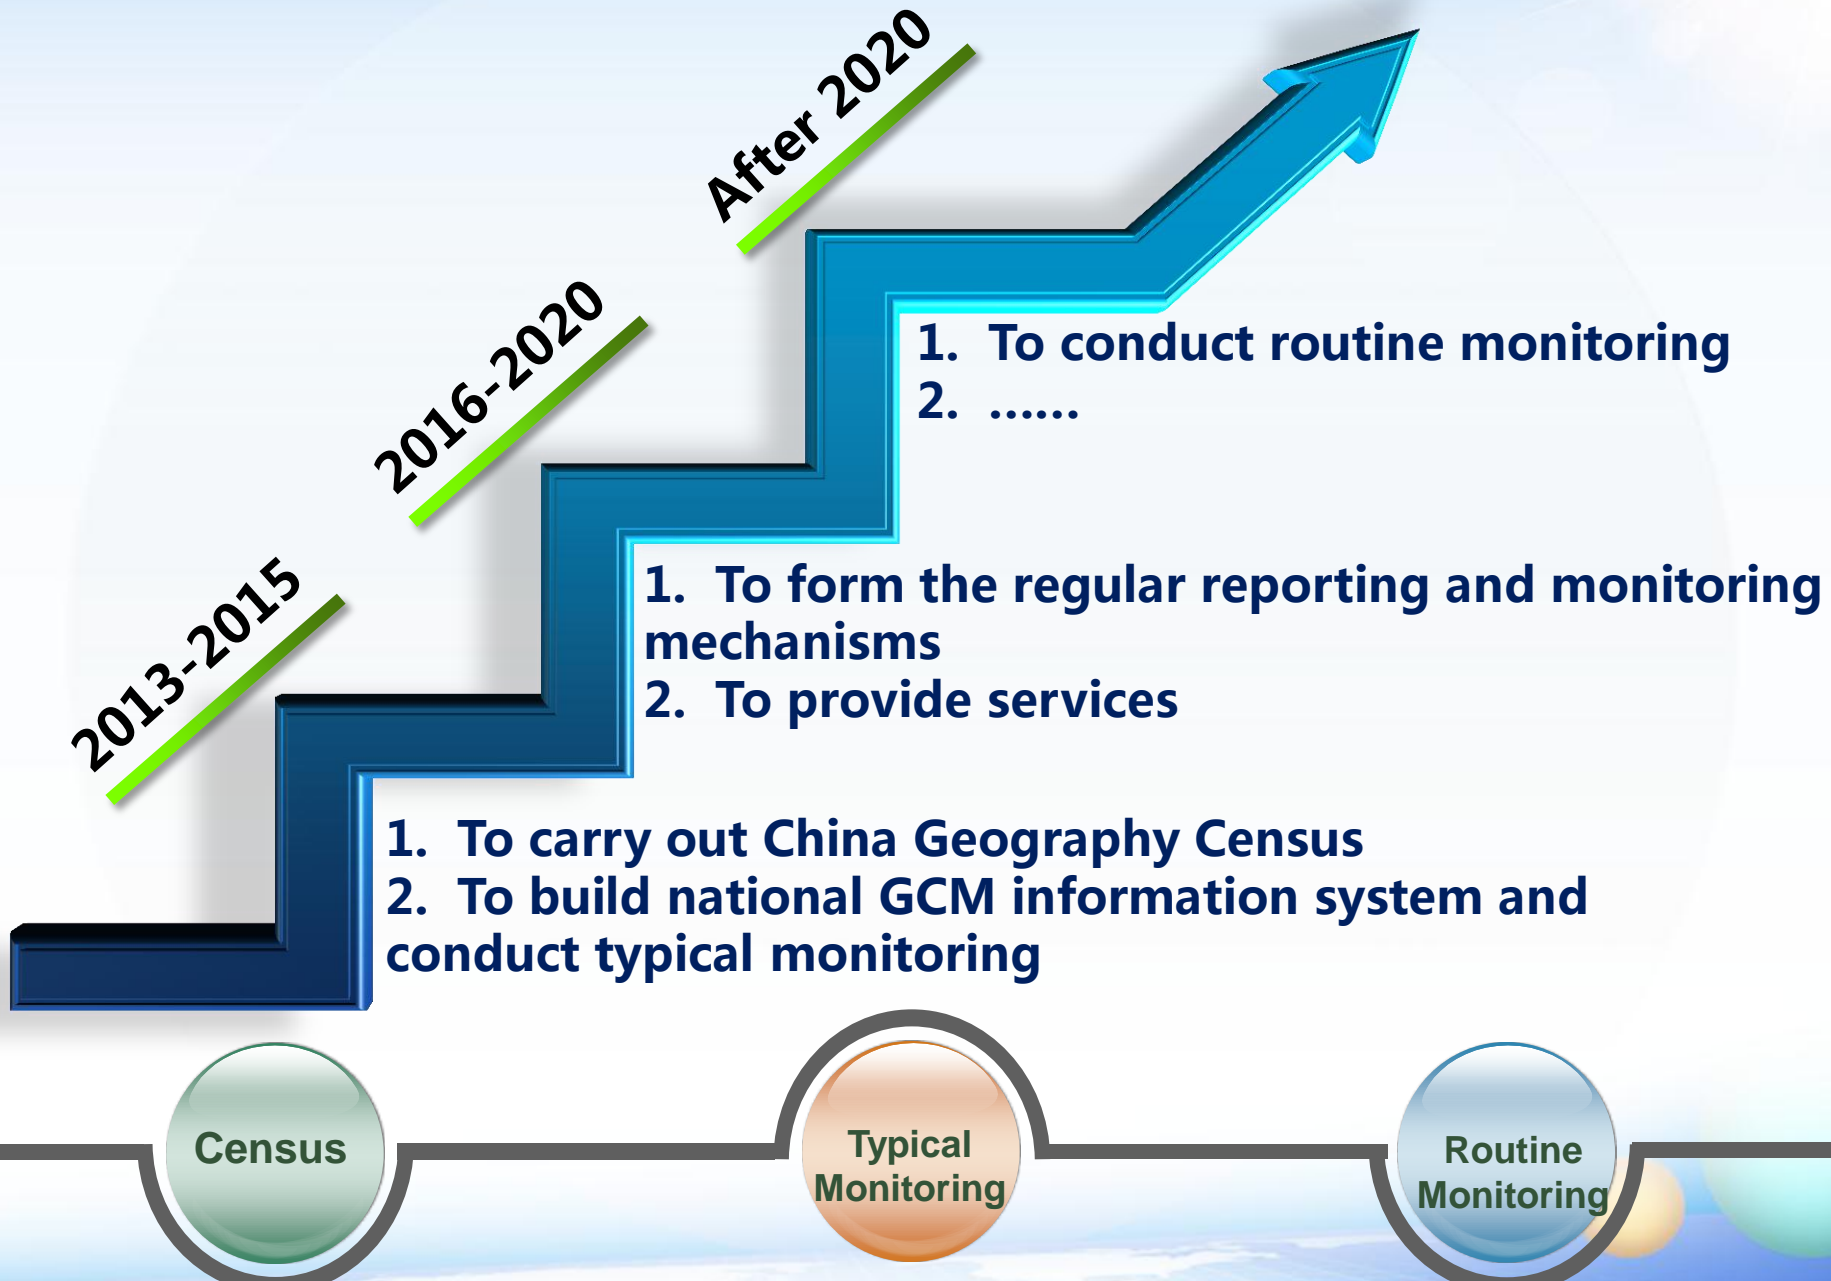 After 2020
1. To conduct routine monitoring
2. ......
2016-2020
1. To form the regular reporting and monitoring
mechanisms
2. To provide services
2013-2015
1. To carry out China Geography Census
2. To build national GCM information system and
conduct typical monitoring
Census
Typical
Monitoring
Routine
Monitoring